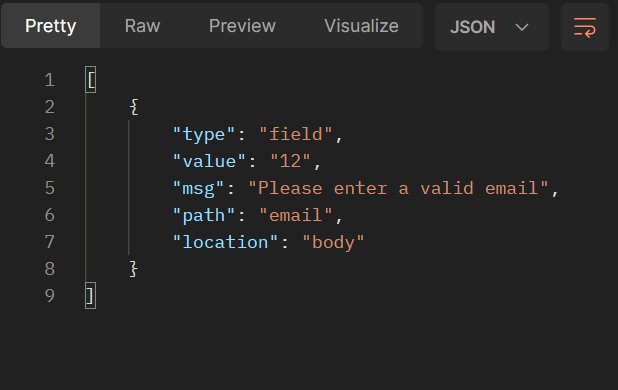 Pretty Raw Preview Visualize JSON
1 [
2 {
3 "type": "field",
4 "value": "12",
5 "msg": "Please enter a valid email",
6 "path": "email",
7 "location": "body"
8 }
9 ]